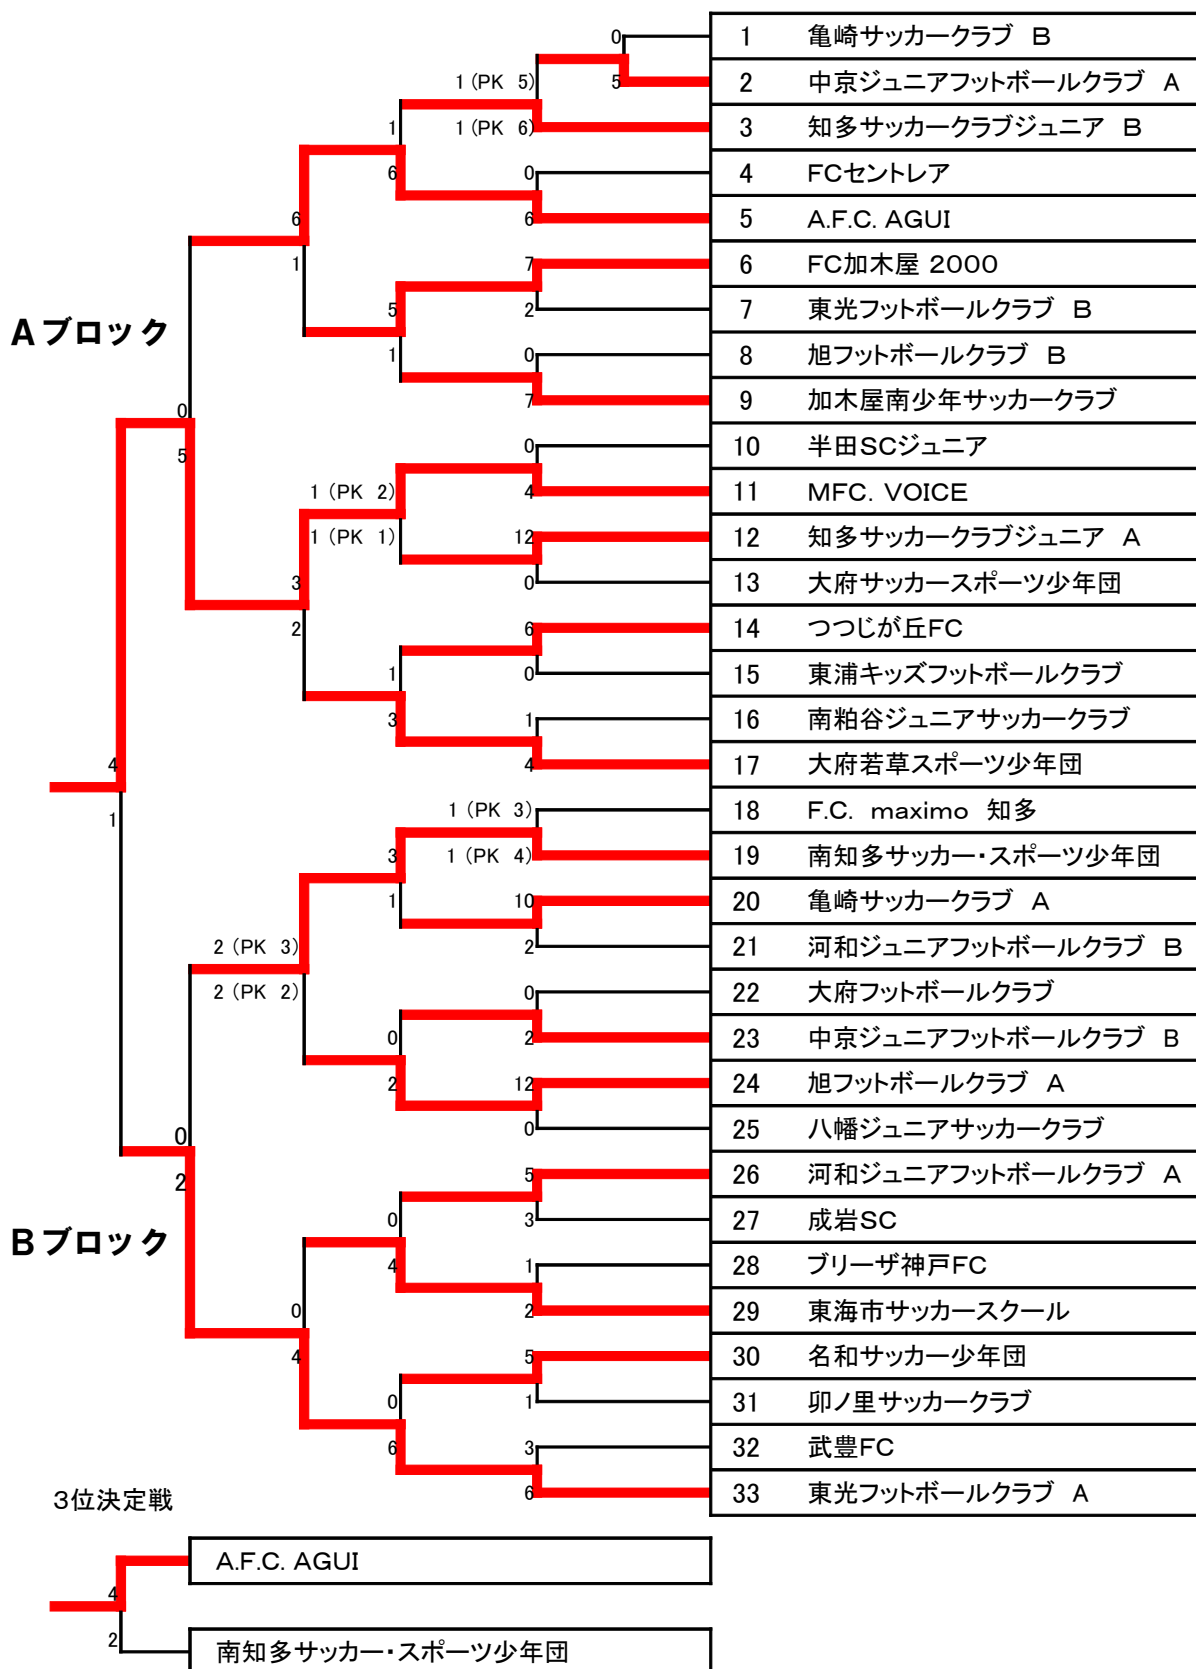 0
1 亀崎サッカークラブ B
1 (PK 5)
5
2 中京ジュニアフットボールクラブ A
1
1 (PK 6)
3 知多サッカークラブジュニア B
6
0
4 FCセントレア
6
6
5 A.F.C. AGUI
1
7
6 FC加木屋 2000
5
2
7 東光フットボールクラブ B
Aブロック
1
0
8 旭フットボールクラブ B
7
9 加木屋南少年サッカークラブ
0
5
0
10 半田SCジュニア
1 (PK 2)
4
11 MFC. VOICE
1 (PK 1)
12
12 知多サッカークラブジュニア A
3
0
13 大府サッカースポーツ少年団
2
6
14 つつじが丘FC
1
0
15 東浦キッズフットボールクラブ
3
1
16 南粕谷ジュニアサッカークラブ
4
4
17 大府若草スポーツ少年団
1
1 (PK 3)
18 F.C. maximo 知多
3
1 (PK 4)
19 南知多サッカー・スポーツ少年団
1
10
20 亀崎サッカークラブ A
2 (PK 3)
2
21 河和ジュニアフットボールクラブ B
2 (PK 2)
0
22 大府フットボールクラブ
0
2
23 中京ジュニアフットボールクラブ B
2
12
24 旭フットボールクラブ A
0
0
25 八幡ジュニアサッカークラブ
2
5
26 河和ジュニアフットボールクラブ A
0
3
27 成岩SC
Bブロック
4
1
28 ブリーザ神戸FC
0
2
29 東海市サッカースクール
4
5
30 名和サッカー少年団
0
1
31 卯ノ里サッカークラブ
6
3
32 武豊FC
6
33 東光フットボールクラブ A
3位決定戦
A.F.C. AGUI
4
2
南知多サッカー・スポーツ少年団